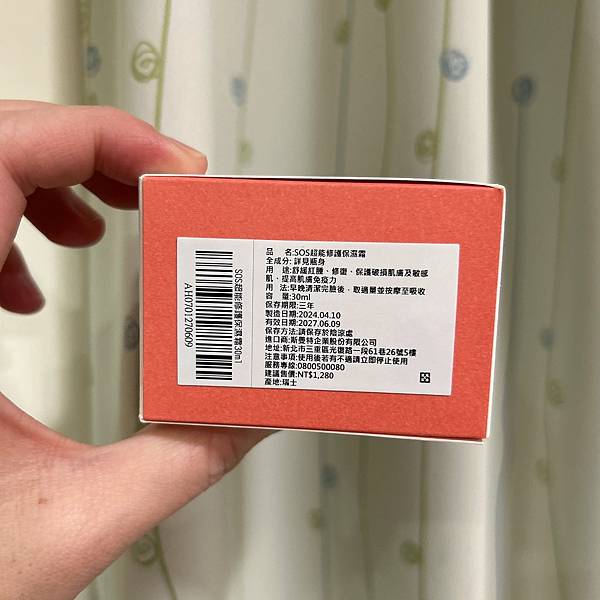 品 名:SOS超能修護保濕霜
全成分: 詳見瓶身
用 途:舒緩紅腫、修復、保護破損肌膚及敏感
肌、提高肌膚免疫力
用 法:早晚清潔完臉後，取適量並按摩至吸收
容 量:30ml
保存期限:三年
製造日期:2024.04.10
有效日期:2027.06.09
保存方法:請保存於陰涼處
進口商:斯曼特企業股份有限公司
地址:新北市三重區光復路一段61巷26號5樓
注意事項:使用後若有不適請立即停止使用
服務專線:0800500080
建議售價:NT$1,280
產地:瑞士
SOS超能修護保濕霜30ml
AH0701270609